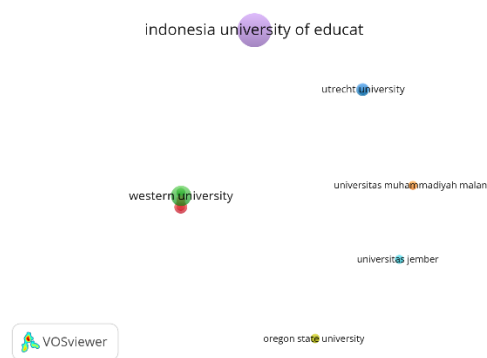 indonesia university of educat
utrecht university
universitas muhammadiyah malan
western university
universitas jember
oregon state university
VOSviewer